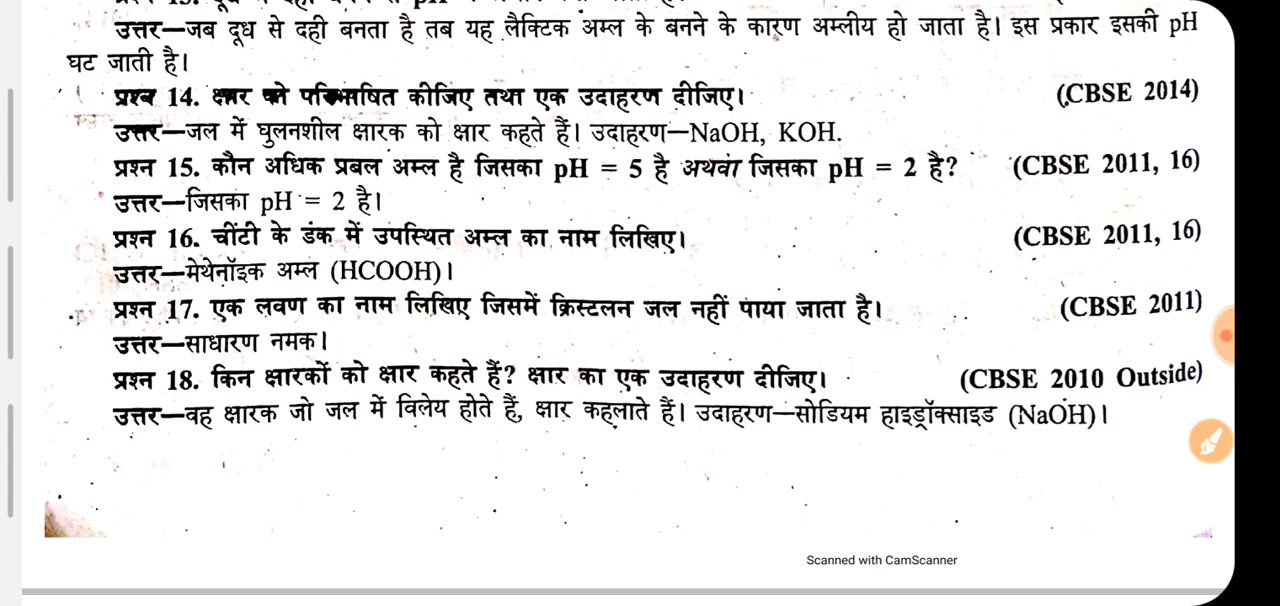 उत्तर—जब दूध से दही बनता है तब यह लैक्टिक अम्ल के बनने के कारण अम्लीय हो जाता है। इस प्रकार इसकी pH
घट जाती है।
प्रश्न 14. क्षार को परिभाषित कीजिए तथा एक उदाहरण दीजिए। (CBSE 2014)
उत्तर—जल में घुलनशील क्षारक को क्षार कहते हैं। उदाहरण—NaOH, KOH.
प्रश्न 15. कौन अधिक प्रबल अम्ल है जिसका pH = 5 है अथवा जिसका pH = 2 है? (CBSE 2011, 16)
उत्तर—जिसका pH = 2 है।
प्रश्न 16. चींटी के डंक में उपस्थित अम्ल का नाम लिखिए। (CBSE 2011, 16)
उत्तर—मेथेनॉइक अम्ल (HCOOH)।
प्रश्न 17. एक लवण का नाम लिखिए जिसमें क्रिस्टलन जल नहीं पाया जाता है। (CBSE 2011)
उत्तर—साधारण नमक।
प्रश्न 18. किन क्षारकों को क्षार कहते हैं? क्षार का एक उदाहरण दीजिए। (CBSE 2010 Outside)
उत्तर—वह क्षारक जो जल में विलेय होते हैं, क्षार कहलाते हैं। उदाहरण—सोडियम हाइड्रॉक्साइड (NaOH)।
Scanned with CamScanner